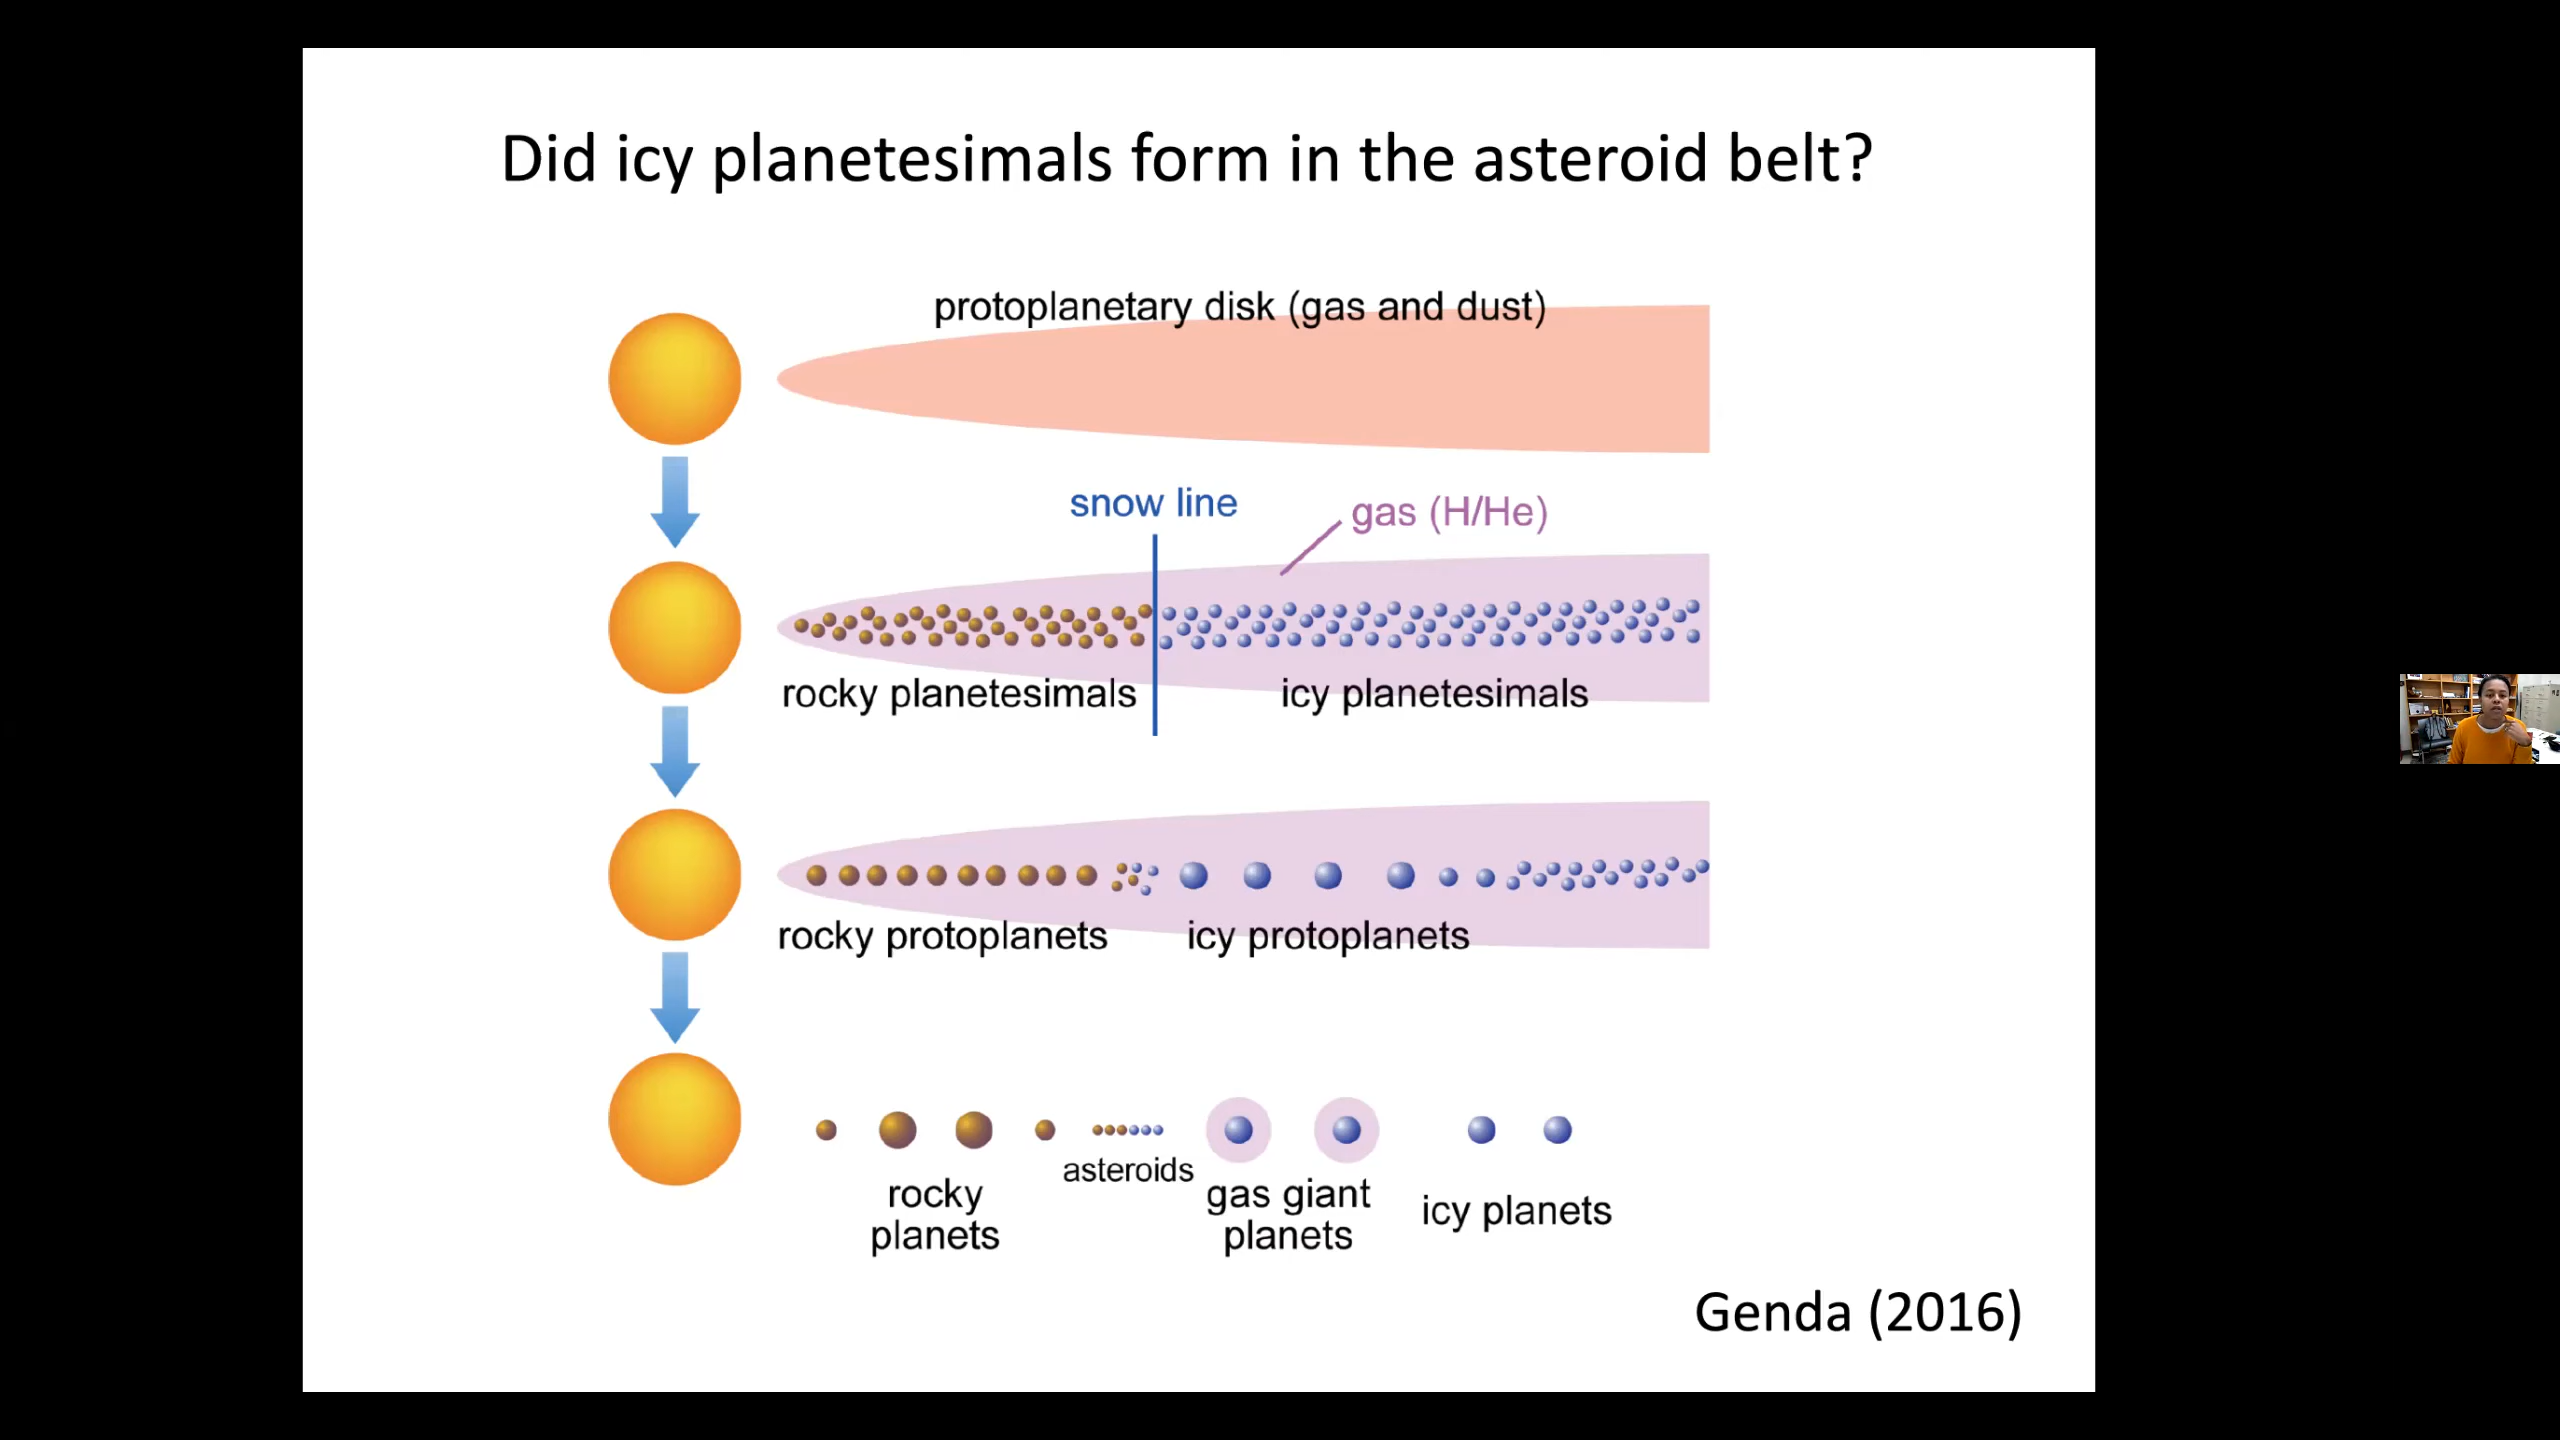 Did icy planetesimals form in the asteroid belt?
protoplanetary disk (gas and dust)
snow line
gas (H/He)
rocky planetesimals
icy planetesimals
rocky protoplanets
icy protoplanets
asteroids
rocky
planets
gas giant
planets
icy planets
Genda (2016)